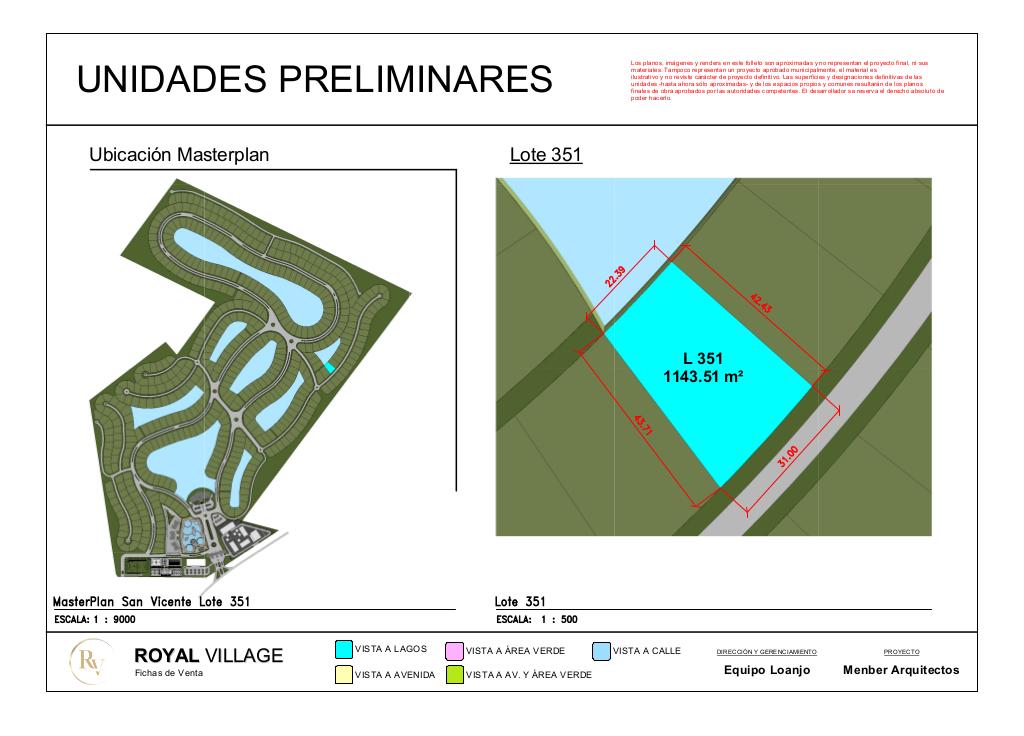 UNIDADES PRELIMINARES
Los planos, imágenes y renders en este folleto son aproximadas y no representan el proyecto final, ni sus
materiales. Tampoco representan un proyecto aprobado municipalmente, el material es
ilustrativo y no reviste carácter de proyecto definitivo. Las superficies y designaciones definitivas de las
unidades -hasta ahora sólo aproximadas- y de los espacios propios y comunes resultarán de los planos
finales de obra aprobados por las autoridades competentes. El desarrollador se reserva el derecho absoluto de
poder hacerlo.
Ubicación Masterplan
Lote 351
22.39
42.43
L 351
1143.51 m²
43.71
31.00
MasterPlan San Vicente Lote 351
ESCALA: 1 : 9000
Lote 351
ESCALA: 1 : 500
RV
ROYAL VILLAGE
Fichas de Venta
VISTA A LAGOS
VISTA A ÁREA VERDE
VISTA A CALLE
VISTA A AVENIDA
VISTA A AV. Y ÁREA VERDE
DIRECCIÓN Y GERENCIAMIENTO
Equipo Loanjo
PROYECTO
Menber Arquitectos